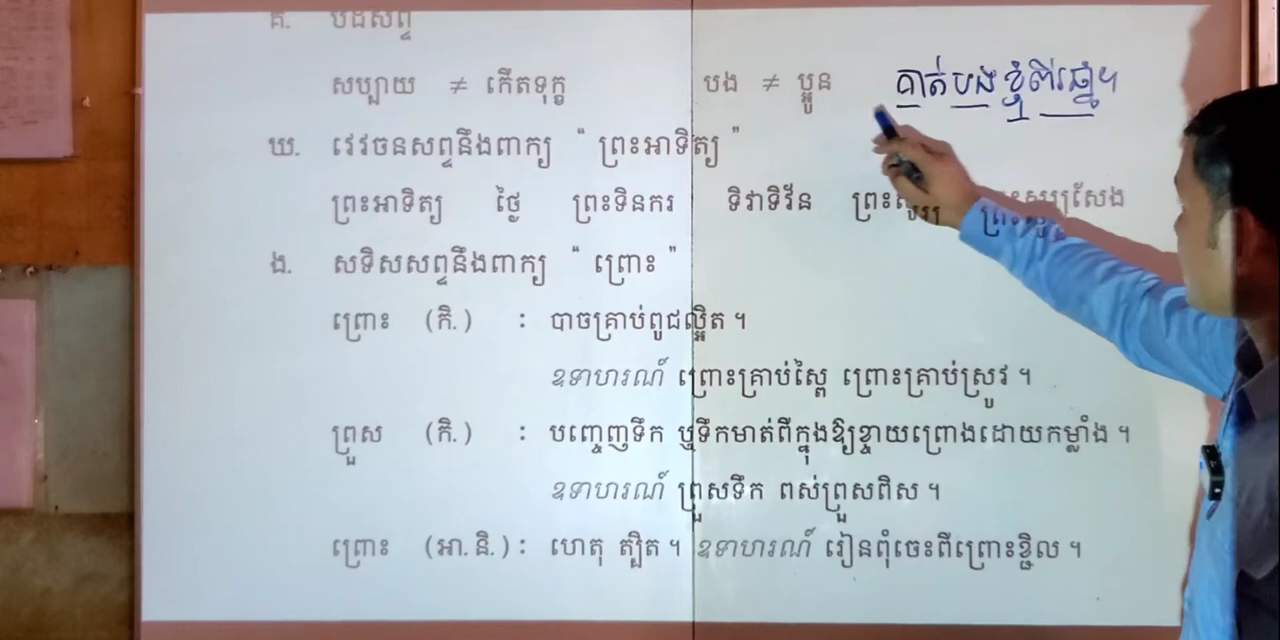 គ. បដិសព្ទ
សប្បាយ ≠ កើតទុក្ខ បង ≠ ប្អូន គាត់បងខ្ញុំពីរឆ្នាំ។
ឃ. វេវចនសព្ទនឹងពាក្យ “ ព្រះអាទិត្យ ”
ព្រះអាទិត្យ ថ្ងៃ ព្រះទិនករ ទិវាទិវ័ន
ង. សទិសសព្ទនឹងពាក្យ “ ព្រោះ ”
ព្រោះ (កិ.) : បាចគ្រាប់ពូជល្អិត ។
ឧទាហរណ៍ ព្រោះគ្រាប់ស្ពៃ ព្រោះគ្រាប់ស្រូវ ។
ព្រួស (កិ.) : បញ្ចេញទឹក ឬទឹកមាត់ពីក្នុងឱ្យខ្ចាយព្រោងដោយកម្លាំង ។
ឧទាហរណ៍ ព្រួសទឹក ពស់ព្រួសពិស ។
ព្រោះ (អា.និ.) : ហេតុ ត្បិត ។ ឧទាហរណ៍ រៀនពុំចេះពីព្រោះខ្ជិល ។